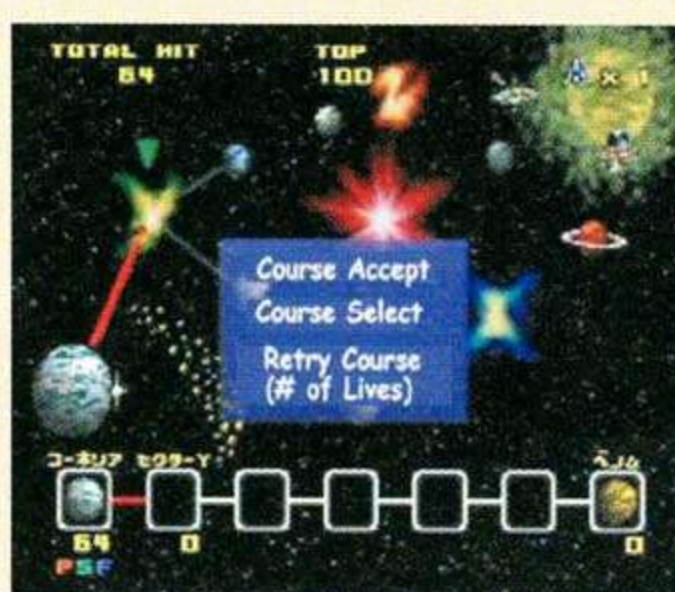 TOTAL HIT
64
TOP
100
× 1
Course Accept
Course Select
Retry Course
(# of Lives)
コーネリア セクターY
ベノム
64
0
0
PSF